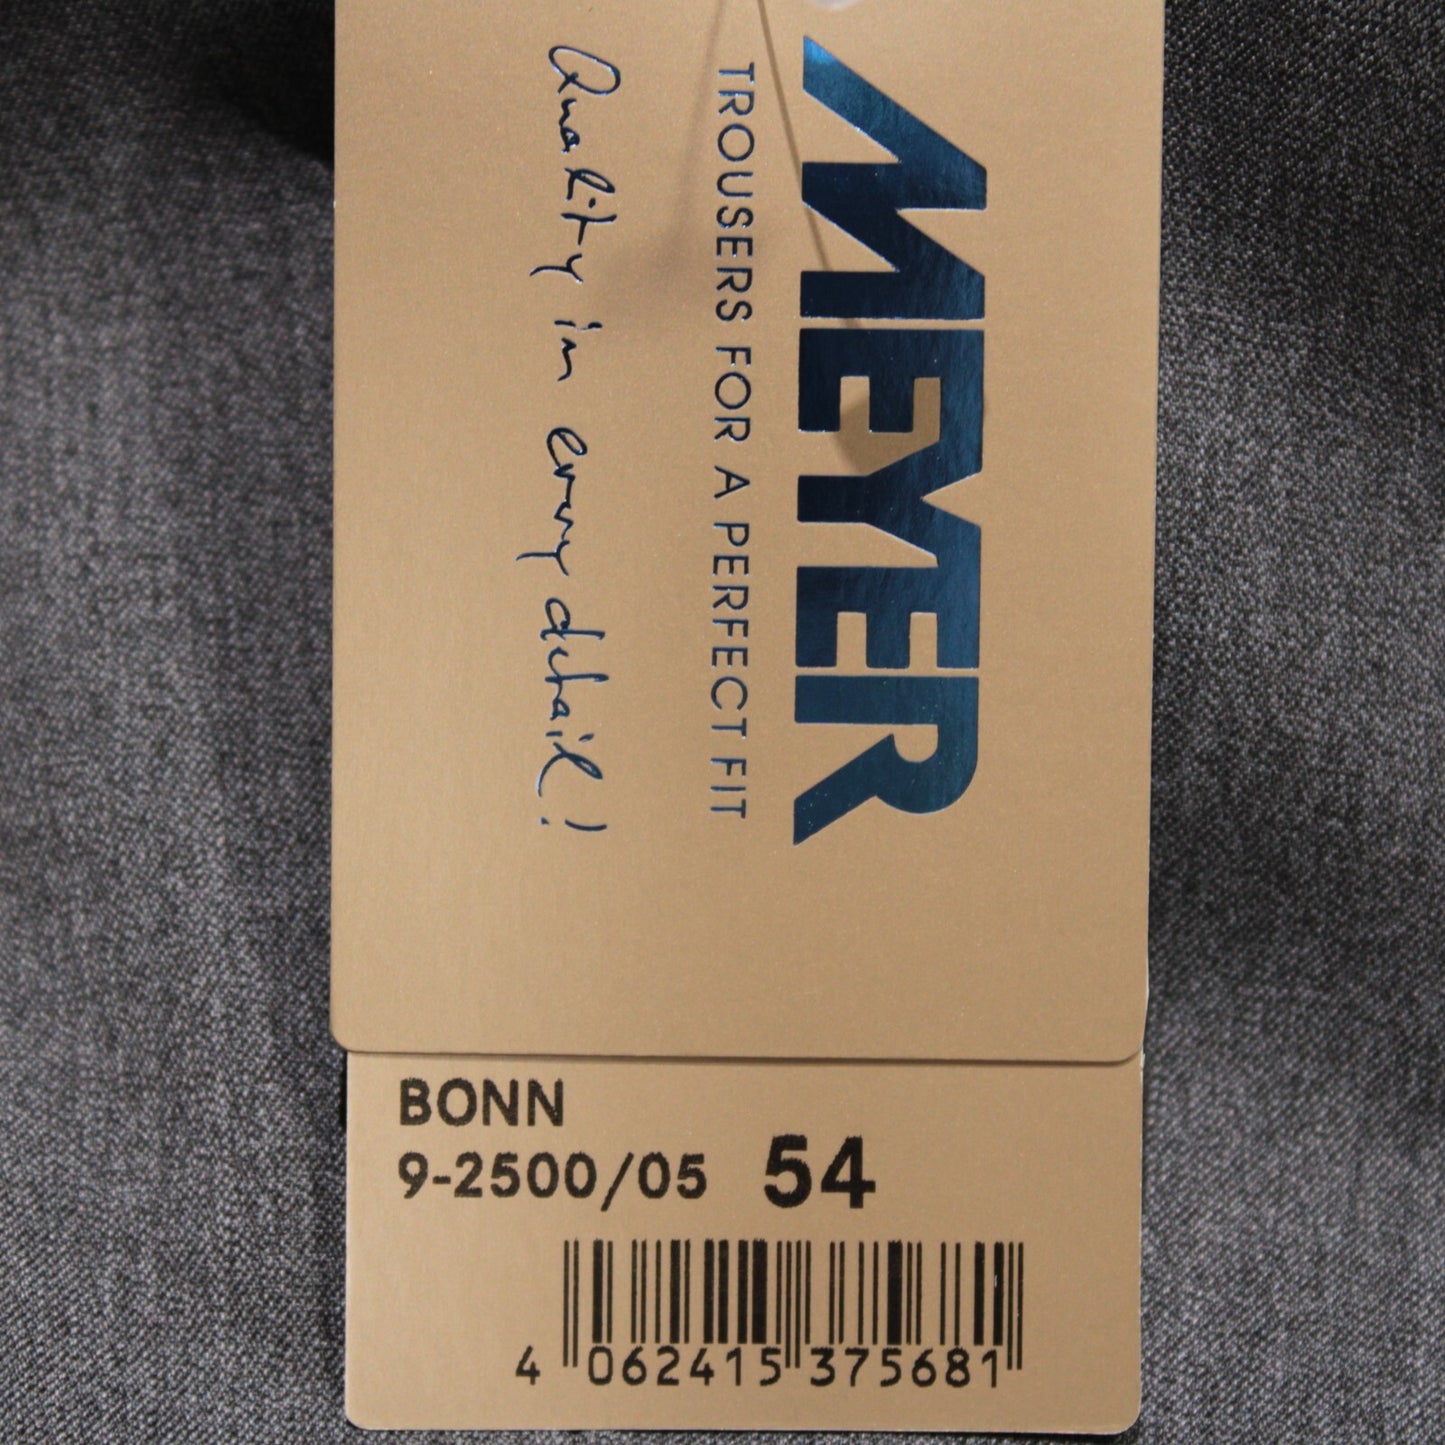 MEYER
TROUSERS FOR A PERFECT FIT
Quality in every detail!
BONN
9-2500/05 54
4 062415 375681